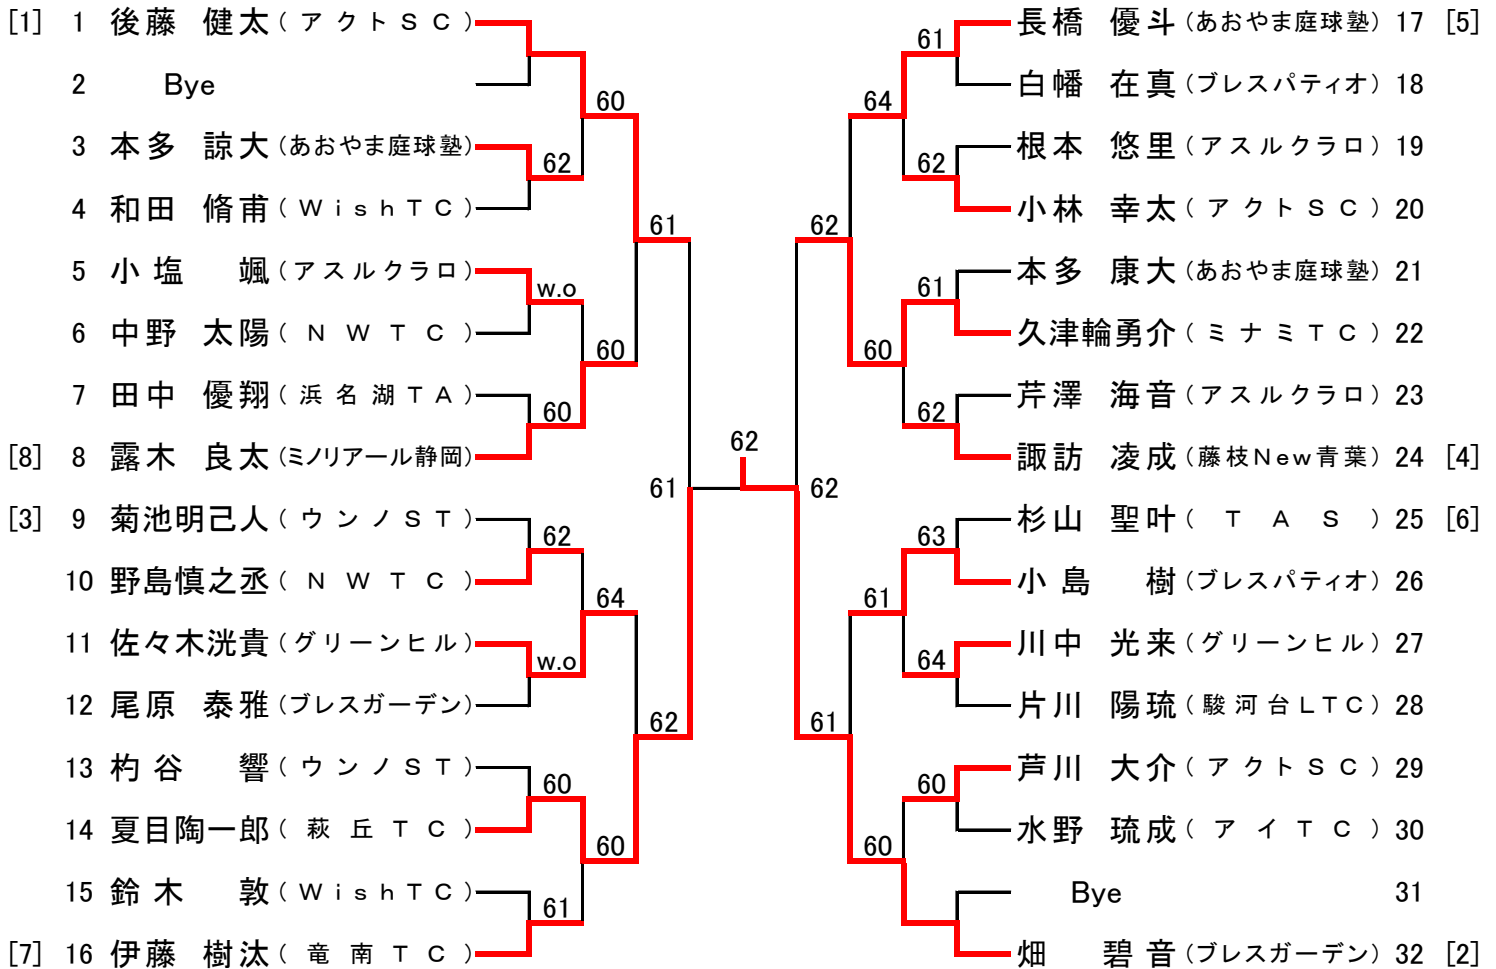 [1] 1 後藤 健太 (アクトSC)
2 Bye
60
3 本多 諒大 (あおやま庭球塾)
62
4 和田 脩甫 (WishTC)
61
5 小塩 颯 (アスルクラロ)
w.o
6 中野 太陽 (NWTC)
60
7 田中 優翔 (浜名湖TA)
60
[8] 8 露木 良太 (ミノリアール静岡)
61
[3] 9 菊池明己人 (ウンノST)
62
10 野島慎之丞 (NWTC)
64
11 佐々木洸貴 (グリーンヒル)
w.o
12 尾原 泰雅 (ブレスガーデン)
62
13 杓谷 響 (ウンノST)
60
14 夏目陶一郎 (萩丘TC)
60
15 鈴木 敦 (WishTC)
61
[7] 16 伊藤 樹汰 (竜南TC)
62
長橋 優斗 (あおやま庭球塾) 17 [5]
61
白幡 在真 (ブレスパティオ) 18
64
根本 悠里 (アスルクラロ) 19
62
小林 幸太 (アクトSC) 20
62
本多 康大 (あおやま庭球塾) 21
61
久津輪勇介 (ミナミTC) 22
60
芹澤 海音 (アスルクラロ) 23
62
諏訪 凌成 (藤枝New青葉) 24 [4]
62
杉山 聖叶 (TAS) 25 [6]
63
小島 樹 (ブレスパティオ) 26
61
川中 光来 (グリーンヒル) 27
64
片川 陽琉 (駿河台LTC) 28
61
芦川 大介 (アクトSC) 29
60
水野 琉成 (アイTC) 30
60
Bye 31
畑 碧音 (ブレスガーデン) 32 [2]